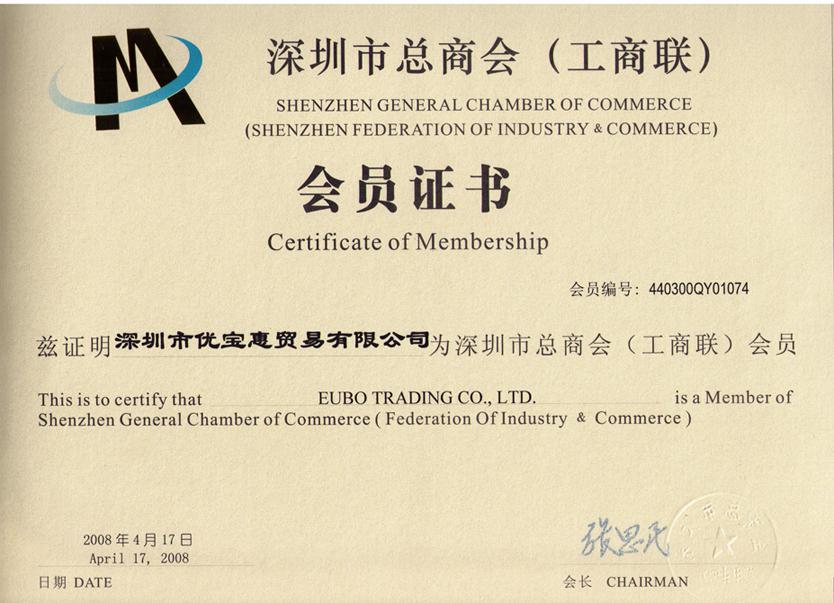 深圳市总商会（工商联）
SHENZHEN GENERAL CHAMBER OF COMMERCE
(SHENZHEN FEDERATION OF INDUSTRY & COMMERCE)
会员证书
Certificate of Membership
会员编号：440300QY01074
兹证明深圳市优宝惠贸易有限公司为深圳市总商会（工商联）会员
This is to certify that EUBO TRADING CO., LTD. is a Member of
Shenzhen General Chamber of Commerce ( Federation Of Industry & Commerce )
2008年4月17日
April 17, 2008
张思民
日期 DATE
会长 CHAIRMAN